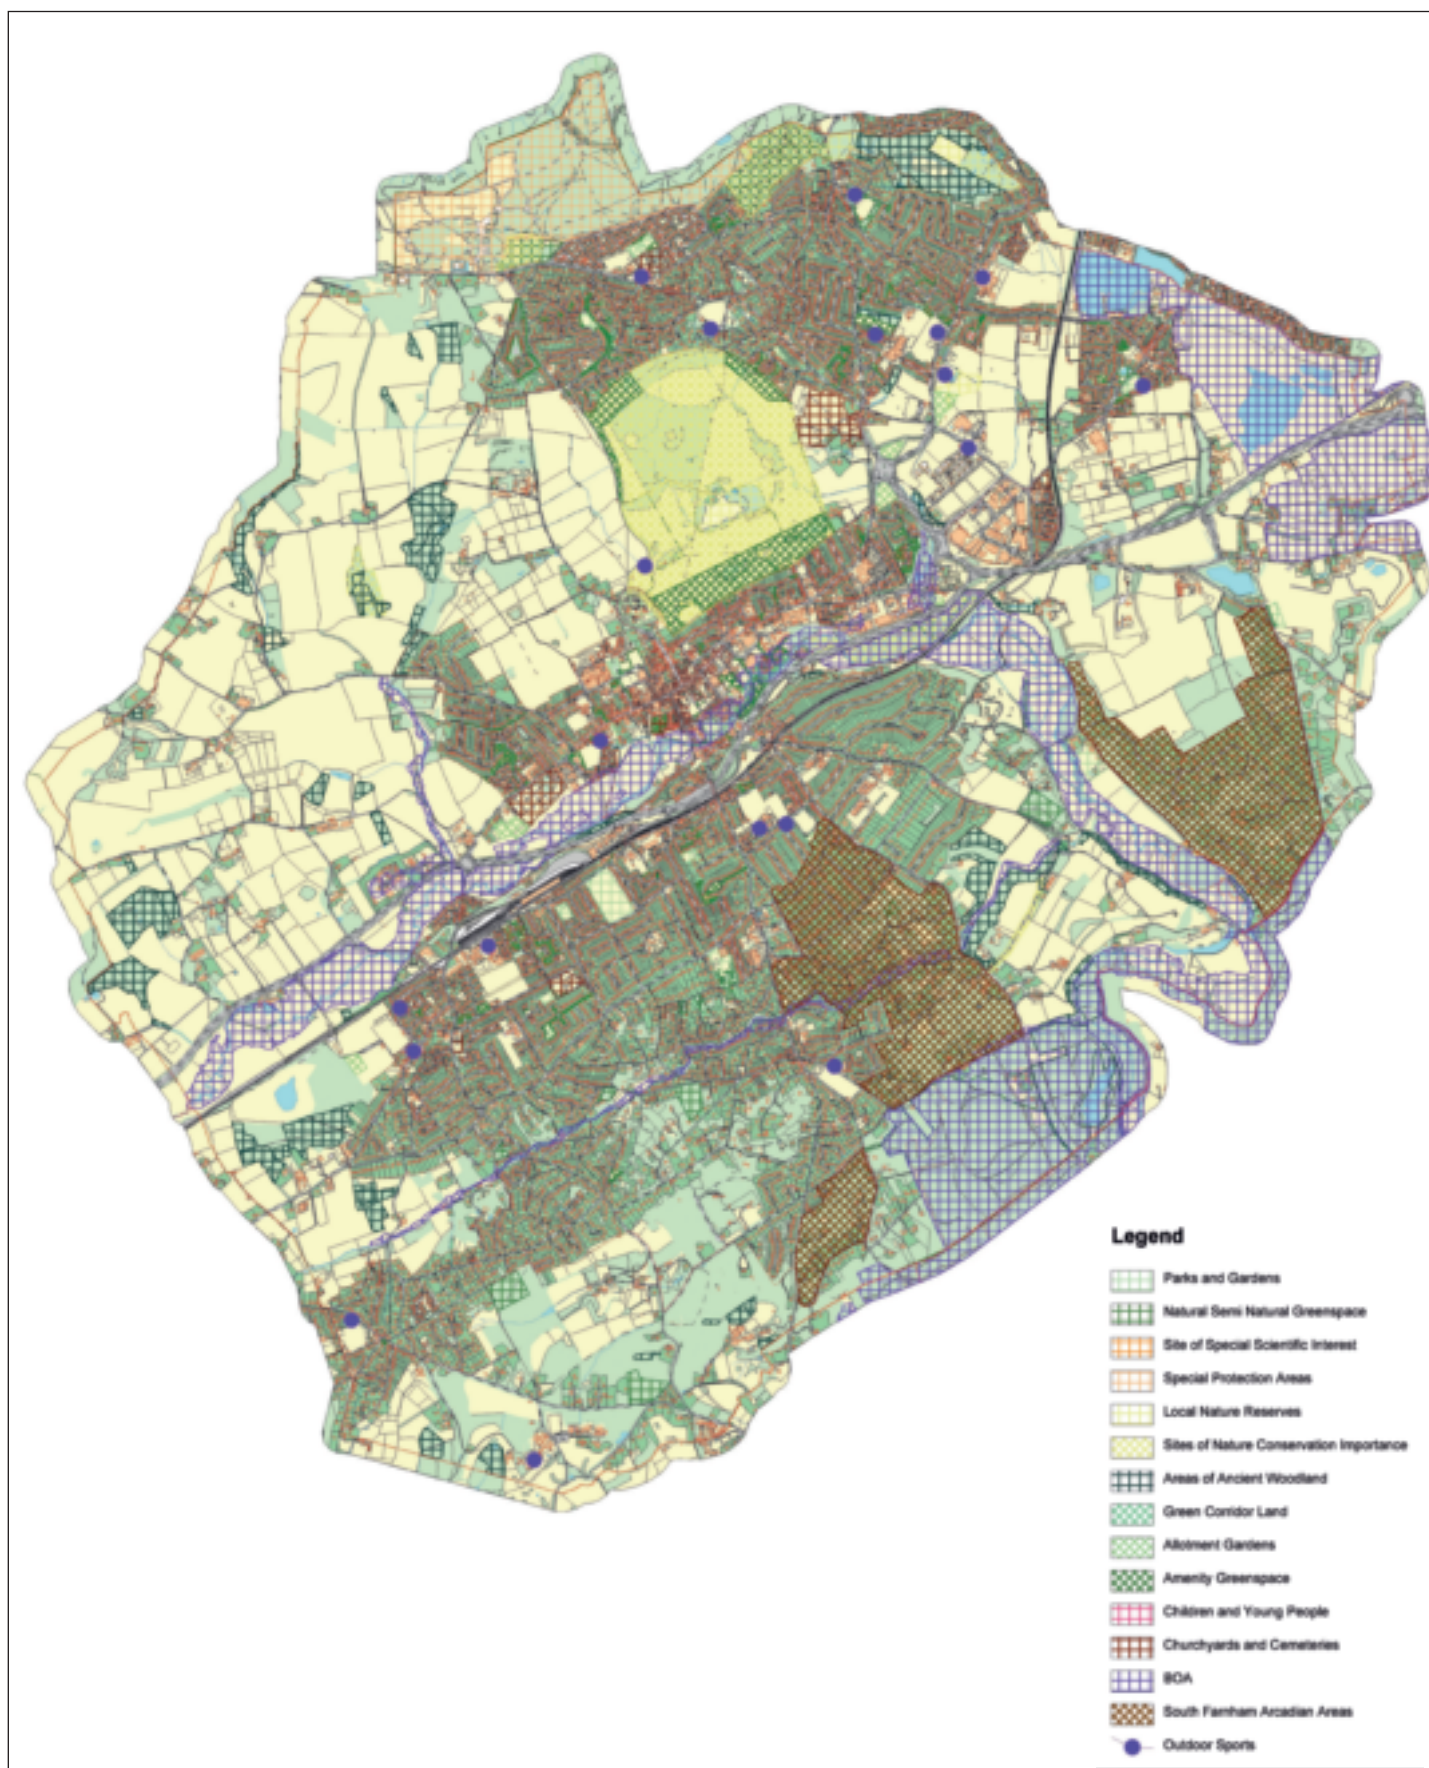 Legend
Parks and Gardens
Natural Semi Natural Greenspace
Site of Special Scientific Interest
Special Protection Areas
Local Nature Reserves
Sites of Nature Conservation Importance
Areas of Ancient Woodland
Green Corridor Land
Allotment Gardens
Amenity Greenspace
Children and Young People
Churchyards and Cemeteries
BOA
South Farnham Arcadian Areas
Outdoor Sports